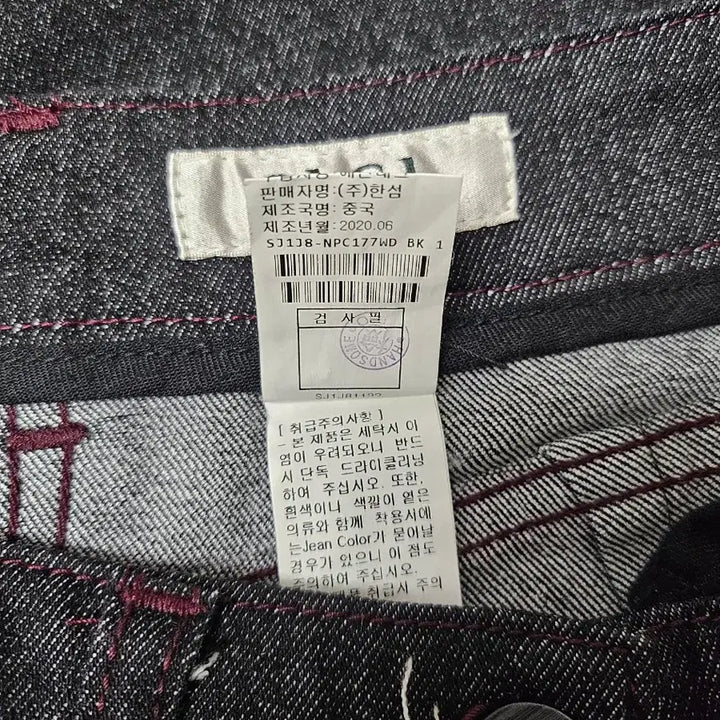 판매자명:(주)한섬
제조국명: 중국
제조년월: 2020.06
SJ1J8-NPC177WD BK 1
검 사 필
HANDSOME
[ 취급주의사항 ]
- 본 제품은 세탁시 이
염이 우려되오니 반드
시 단독 드라이클리닝
하여 주십시오. 또한,
흰색이나 색깔이 옅은
의류와 함께 착용시에
는Jean Color가 묻어날
경우가 있으니 이 점도
주의하여 주십시오.
취급시 주의